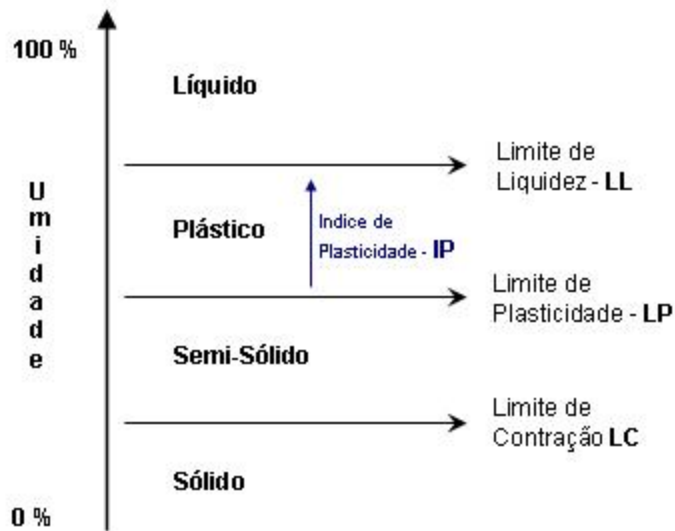 100 %
Líquido
Limite de
Liquidez - LL
Umidade
Plástico
Indice de
Plasticidade - IP
Limite de
Plasticidade - LP
Semi-Sólido
Limite de
Contração LC
Sólido
0 %